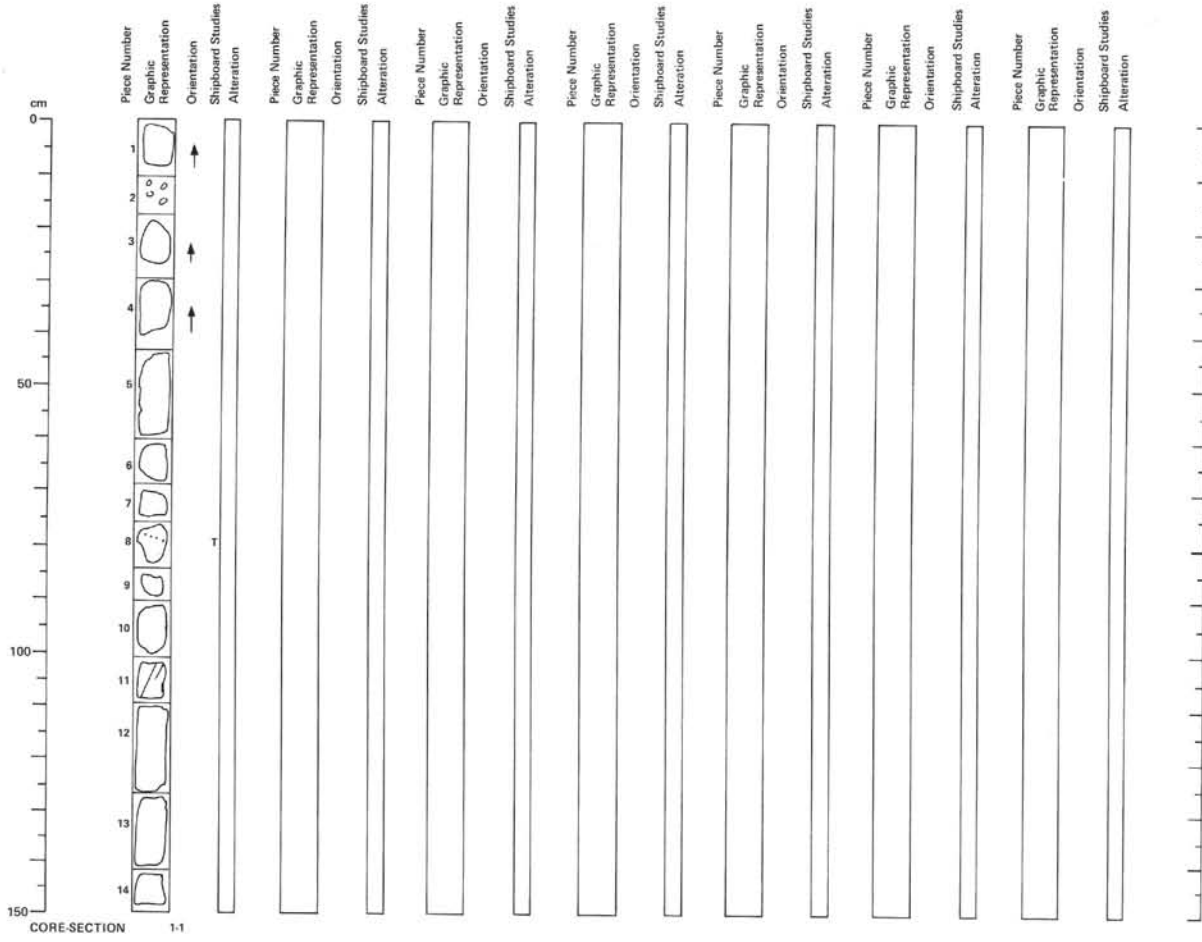 Piece Number
Graphic
Representation
Orientation
Shipboard Studies
Alteration
Piece Number
Graphic
Representation
Orientation
Shipboard Studies
Alteration
Piece Number
Graphic
Representation
Orientation
Shipboard Studies
Alteration
Piece Number
Graphic
Representation
Orientation
Shipboard Studies
Alteration
Piece Number
Graphic
Representation
Orientation
Shipboard Studies
Alteration
Piece Number
Graphic
Representation
Orientation
Shipboard Studies
Alteration
Piece Number
Graphic
Representation
Orientation
Shipboard Studies
Alteration
cm
0
1
2
3
4
50
5
6
7
8 T
9
10
100
11
12
13
14
150
CORE-SECTION 1-1